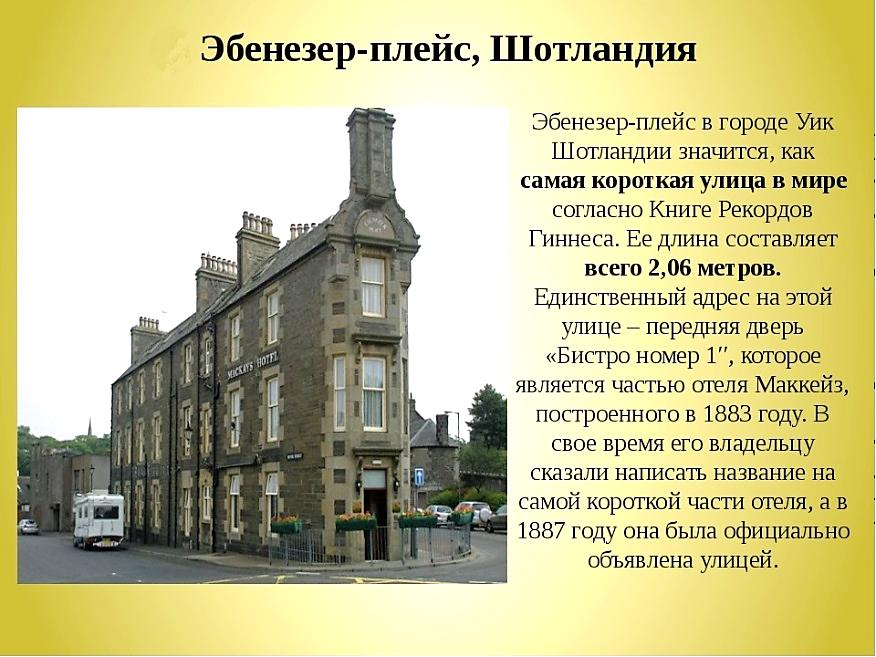 Эбенезер-плейс, Шотландия
Эбенезер-плейс в городе Уик
Шотландии значится, как
самая короткая улица в мире
согласно Книге Рекордов
Гиннеса. Ее длина составляет
всего 2,06 метров.
Единственный адрес на этой
улице – передняя дверь
«Бистро номер 1", которое
является частью отеля Маккейз,
построенного в 1883 году. В
свое время его владельцу
сказали написать название на
самой короткой части отеля, а в
1887 году она была официально
объявлена улицей.
MACKAYS HOTEL